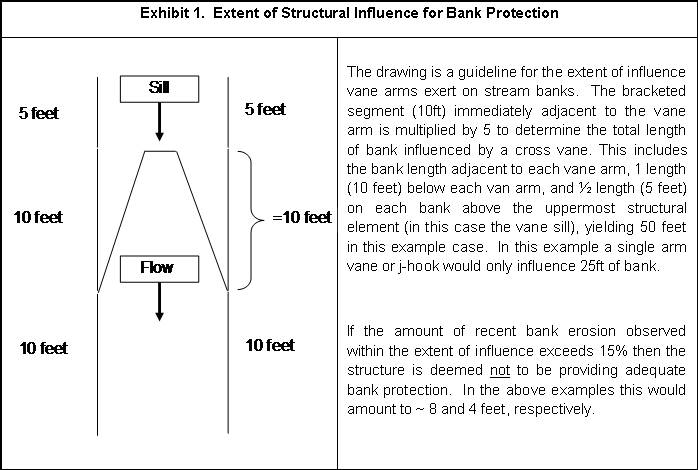 Exhibit 1.  Extent of Structural Influence for Bank Protection
Sill
5 feet
5 feet
10 feet
=10 feet
Flow
10 feet
10 feet
The drawing is a guideline for the extent of influence
vane arms exert on stream banks.  The bracketed
segment (10ft) immediately adjacent to the vane
arm is multiplied by 5 to determine the total length
of bank influenced by a cross vane. This includes
the bank length adjacent to each vane arm, 1 length
(10 feet) below each van arm, and ½ length (5 feet)
on each bank above the uppermost structural
element (in this case the vane sill), yielding 50 feet
in this example case.  In this example a single arm
vane or j-hook would only influence 25ft of bank.
If the amount of recent bank erosion observed
within the extent of influence exceeds 15% then the
structure is deemed not to be providing adequate
bank protection.  In the above examples this would
amount to ~ 8 and 4 feet, respectively.